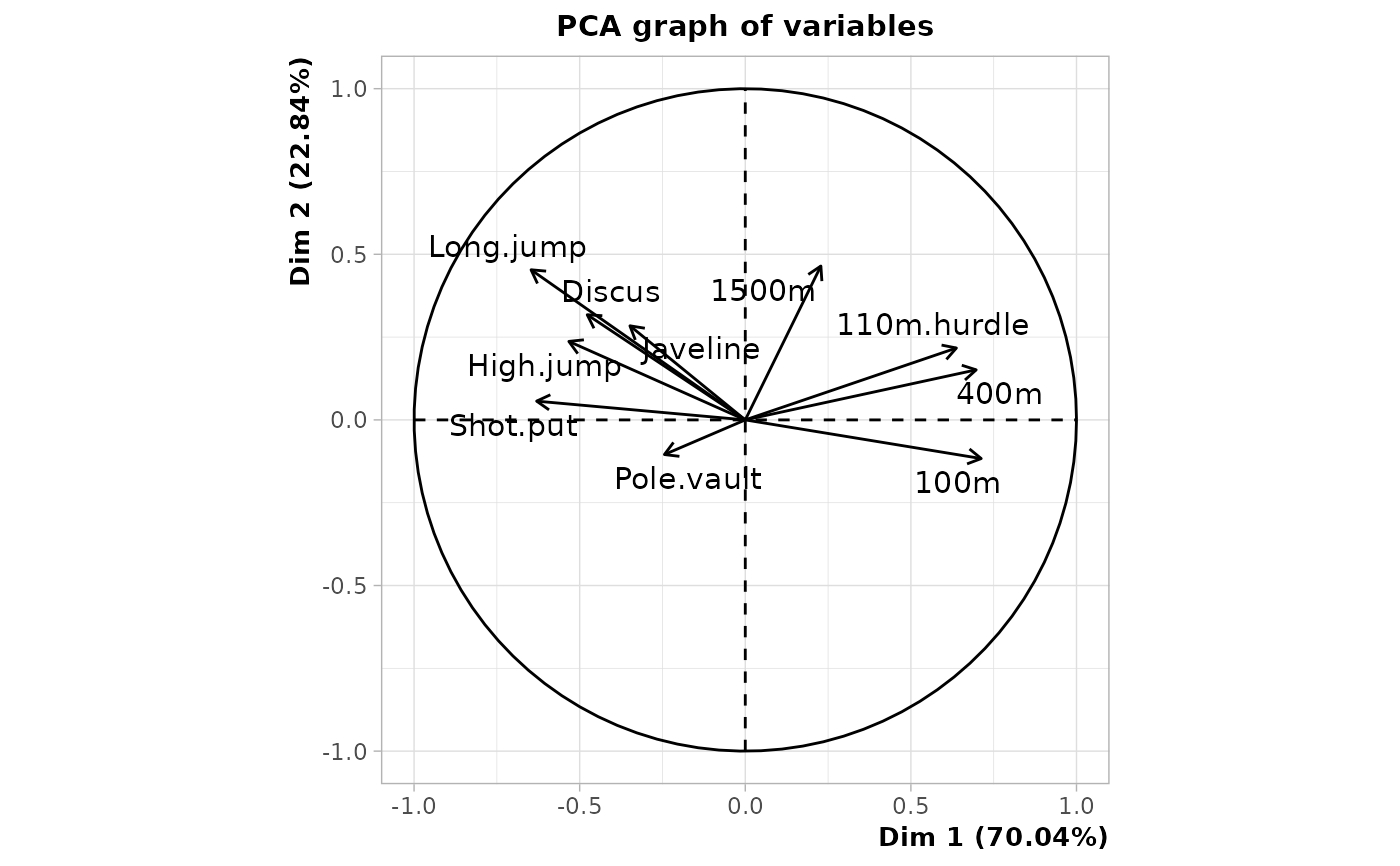 PCA graph of variables
Dim 2 (22.84%)
1.0
0.5
0.0
-0.5
-1.0
Long.jump
Discus
1500m
110m.hurdle
Javeline
High.jump
400m
Shot.put
Pole.vault
100m
-1.0
-0.5
0.0
0.5
1.0
Dim 1 (70.04%)